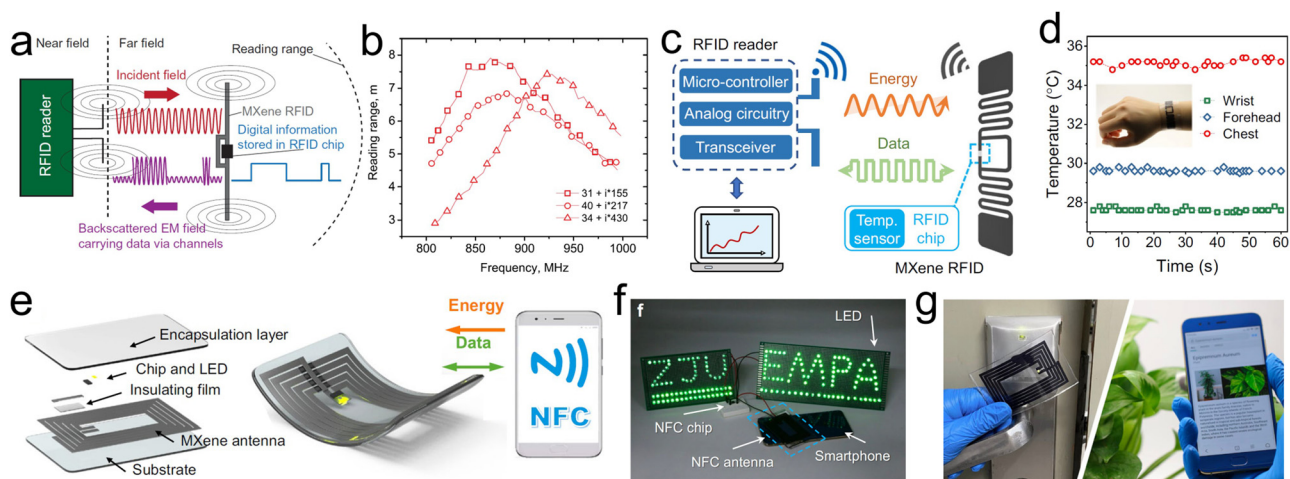 a
Near field
Far field
Reading range
Incident field
MXene RFID
Digital information
stored in RFID chip
RFID reader
Backscattered EM field
carrying data via channels
b
Reading range, m
8
7
6
5
4
3
31 + i*155
40 + i*217
34 + i*430
800
850
900
950
1000
Frequency, MHz
c
RFID reader
Micro-controller
Analog circuitry
Transceiver
Energy
Data
Temp.
sensor
RFID
chip
MXene RFID
d
Temperature (°C)
36
34
32
30
28
Wrist
Forehead
Chest
0
10
20
30
40
50
60
Time (s)
e
Encapsulation layer
Chip and LED
Insulating film
MXene antenna
Substrate
Energy
Data
NFC
f
f
LED
ZJU
EMPA
NFC chip
NFC antenna
Smartphone
g